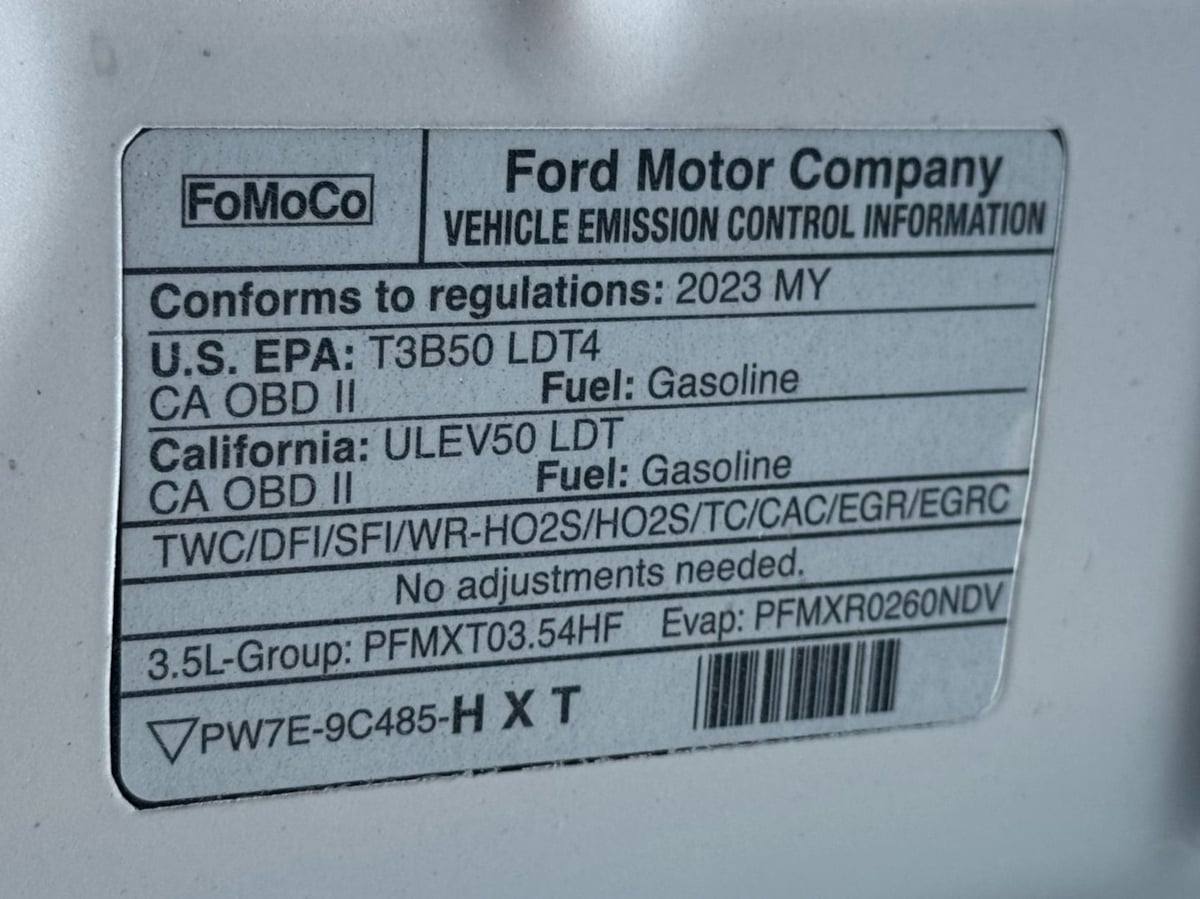 FoMoCo
Ford Motor Company
VEHICLE EMISSION CONTROL INFORMATION
Conforms to regulations: 2023 MY
U.S. EPA: T3B50 LDT4
CA OBD II Fuel: Gasoline
California: ULEV50 LDT
CA OBD II Fuel: Gasoline
TWC/DFI/SFI/WR-HO2S/HO2S/TC/CAC/EGR/EGRC
No adjustments needed.
3.5L-Group: PFMXT03.54HF Evap: PFMXR0260NDV
PW7E-9C485-H X T